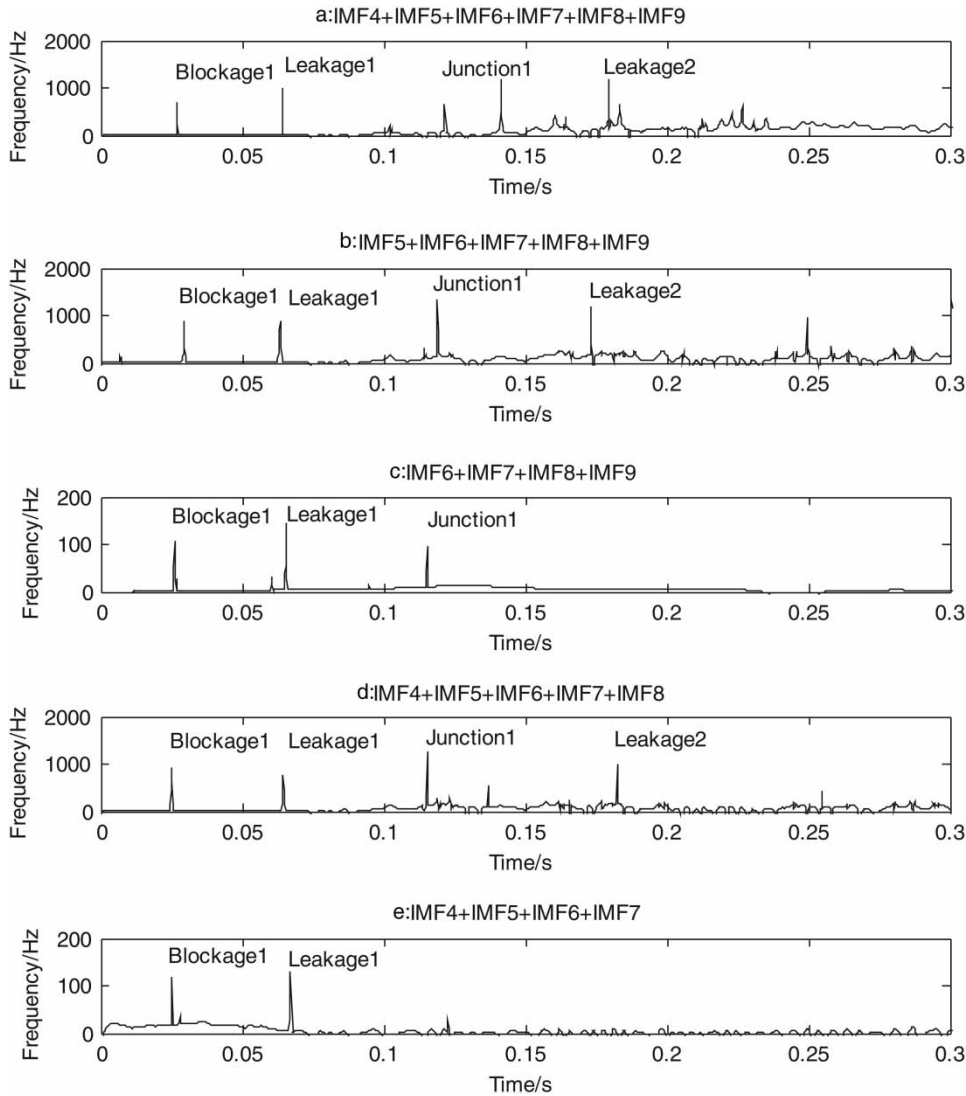 a:IMF4+IMF5+IMF6+IMF7+IMF8+IMF9
Frequency/Hz
2000
1000
0
Blockage1
Leakage1
Junction1
Leakage2
0 0.05 0.1 0.15 0.2 0.25 0.3
Time/s
b:IMF5+IMF6+IMF7+IMF8+IMF9
Frequency/Hz
2000
1000
0
Blockage1
Leakage1
Junction1
Leakage2
0 0.05 0.1 0.15 0.2 0.25 0.3
Time/s
c:IMF6+IMF7+IMF8+IMF9
Frequency/Hz
200
100
0
Blockage1
Leakage1
Junction1
0 0.05 0.1 0.15 0.2 0.25 0.3
Time/s
d:IMF4+IMF5+IMF6+IMF7+IMF8
Frequency/Hz
2000
1000
0
Blockage1
Leakage1
Junction1
Leakage2
0 0.05 0.1 0.15 0.2 0.25 0.3
Time/s
e:IMF4+IMF5+IMF6+IMF7
Frequency/Hz
200
100
0
Blockage1
Leakage1
0 0.05 0.1 0.15 0.2 0.25 0.3
Time/s